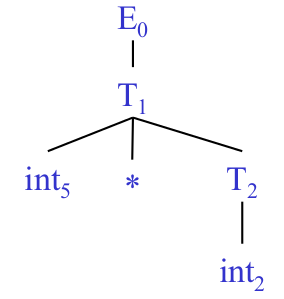 E₀
T₁
int₅ * T₂
int₂